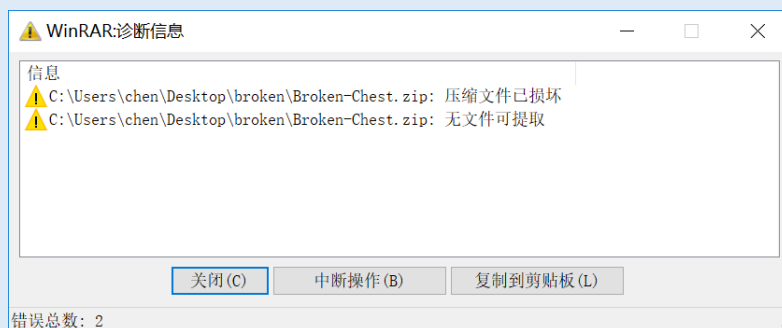 WinRAR:诊断信息
信息
C:\Users\chen\Desktop\broken\Broken-Chest.zip: 压缩文件已损坏
C:\Users\chen\Desktop\broken\Broken-Chest.zip: 无文件可提取
关闭(C) 中断操作(B) 复制到剪贴板(L)
错误总数: 2